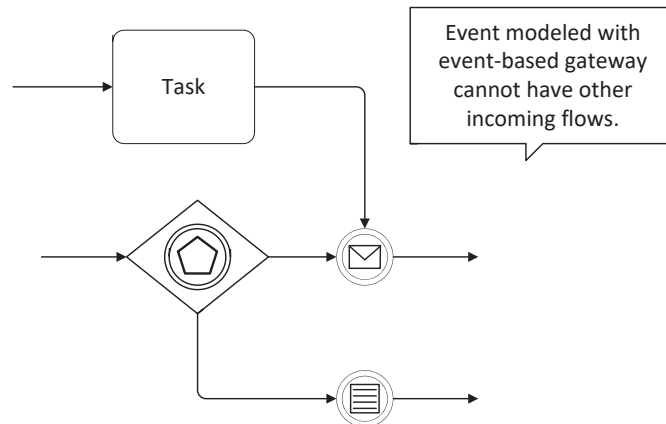 Task
Event modeled with
event-based gateway
cannot have other
incoming flows.